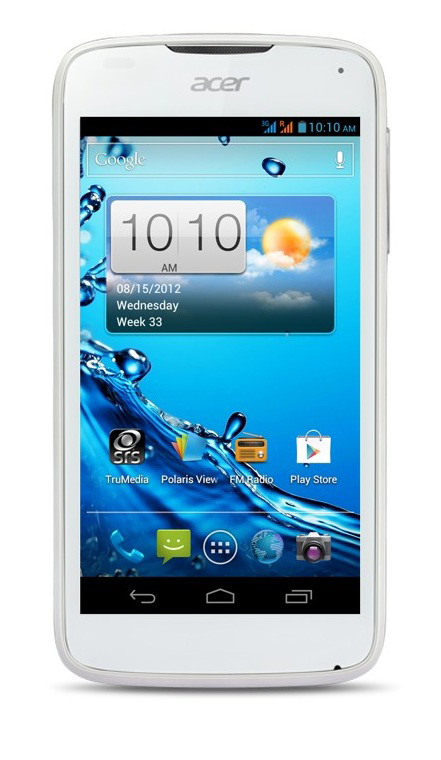 acer
3G R 10:10 AM
Google
10 10
AM
08/15/2012
Wednesday
Week 33
SRS
TruMedia Polaris View FM Radio Play Store